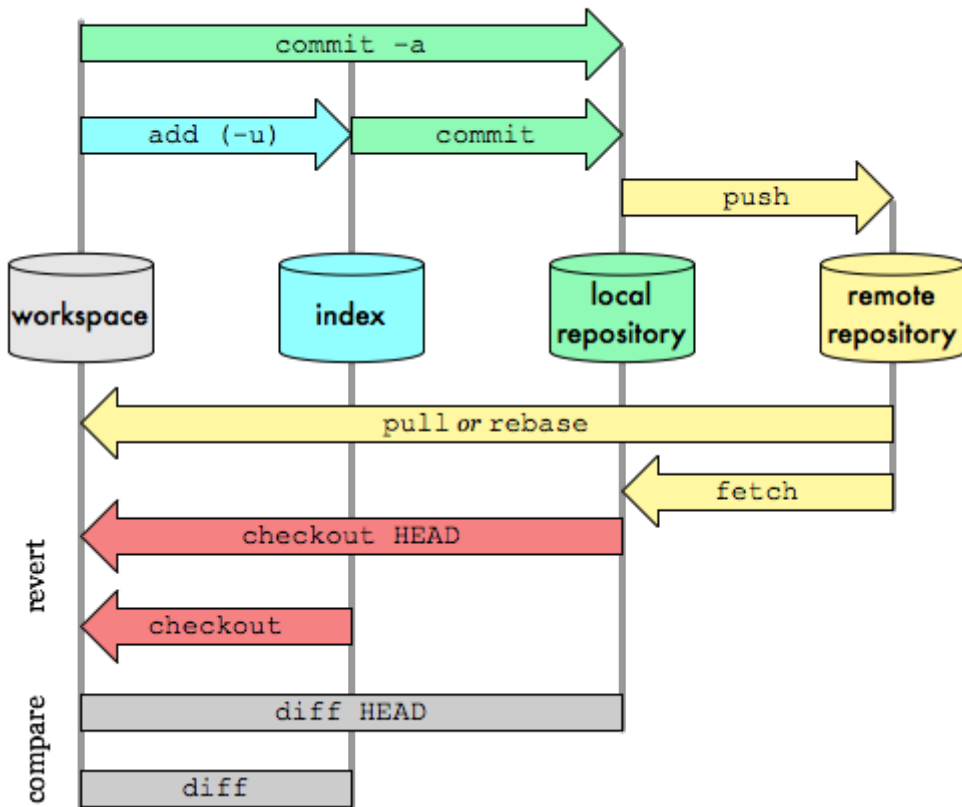 commit -a
add (-u)
commit
push
workspace
index
local
repository
remote
repository
pull or rebase
fetch
revert
checkout HEAD
checkout
compare
diff HEAD
diff